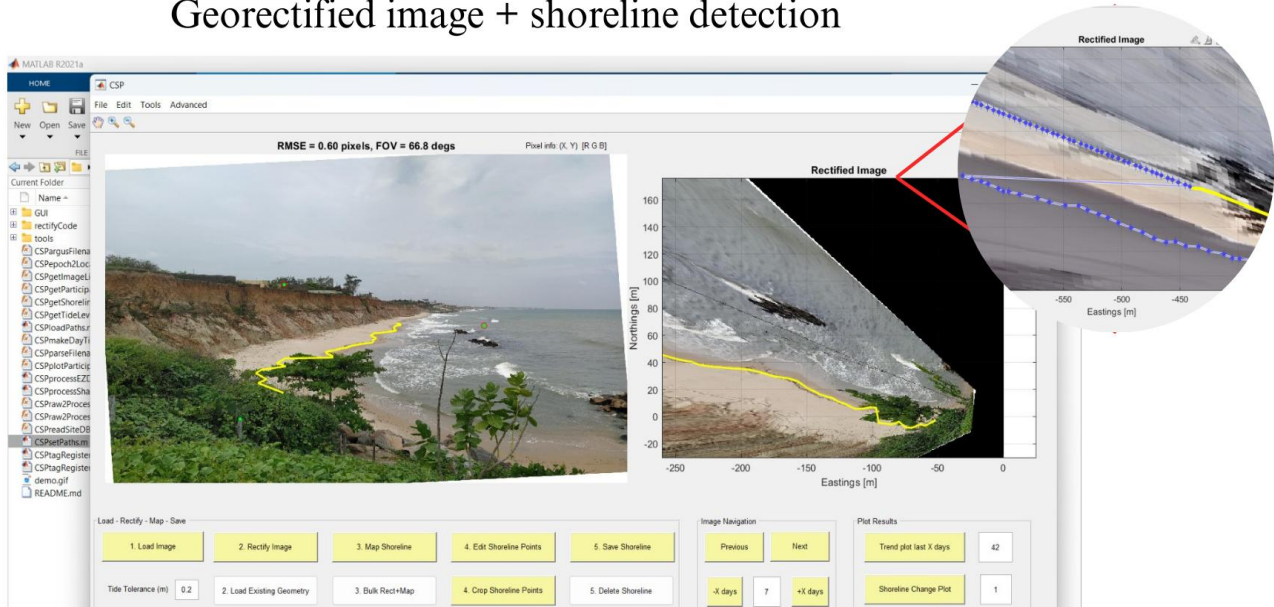 Georectified image + shoreline detection
MATLAB R2021a
HOME
New Open Save
FILE
Current Folder
Name
GUI
rectifyCode
tools
CSPargusFilena
CSPepoch2Loc
CSPgetImageLi
CSPgetParticip
CSPgetShorelin
CSPgetTideLev
CSPloadPaths.r
CSPmakeDayTi
CSPparseFilena
CSPplotParticip
CSPprocessEZD
CSPprocessSha
CSPraw2Proces
CSPraw2Proces
CSPreadSiteDB
CSPsetPaths.m
CSPtagRegister
CSPtagRegister
demo.gif
README.md
CSP
File Edit Tools Advanced
RMSE = 0.60 pixels, FOV = 66.8 degs
Pixel info: (X, Y) [R G B]
Rectified Image
160
140
120
100
80
60
40
20
0
-20
Northings [m]
-250 -200 -150 -100 -50 0
Eastings [m]
Rectified Image
-550 -500 -450
Eastings [m]
Load - Rectify - Map - Save
1. Load Image 2. Rectify Image 3. Map Shoreline 4. Edit Shoreline Points 5. Save Shoreline
Tide Tolerance (m) 0.2 2. Load Existing Geometry 3. Bulk Rect+Map 4. Crop Shoreline Points 5. Delete Shoreline
Image Navigation
Previous Next
-X days 7 +X days
Plot Results
Trend plot last X days 42
Shoreline Change Plot 1